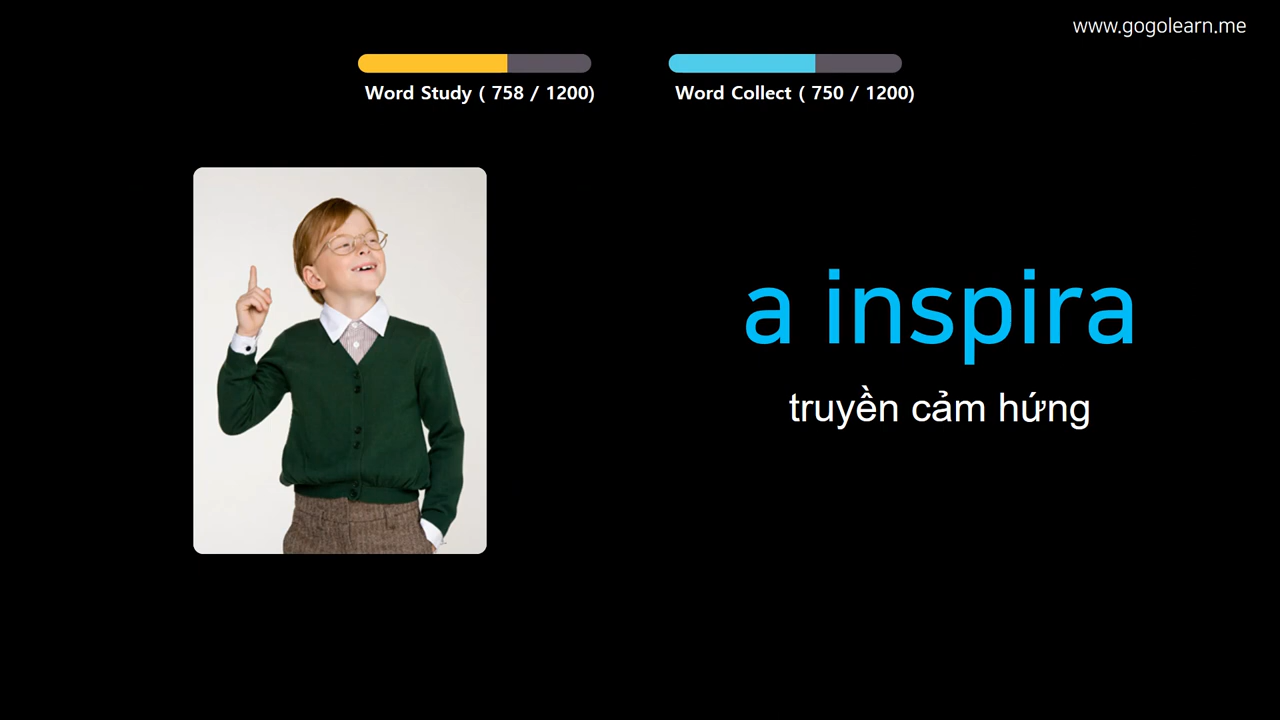 www.gogolearn.me
Word Study ( 758 / 1200)
Word Collect ( 750 / 1200)
a inspira
truyền cảm hứng